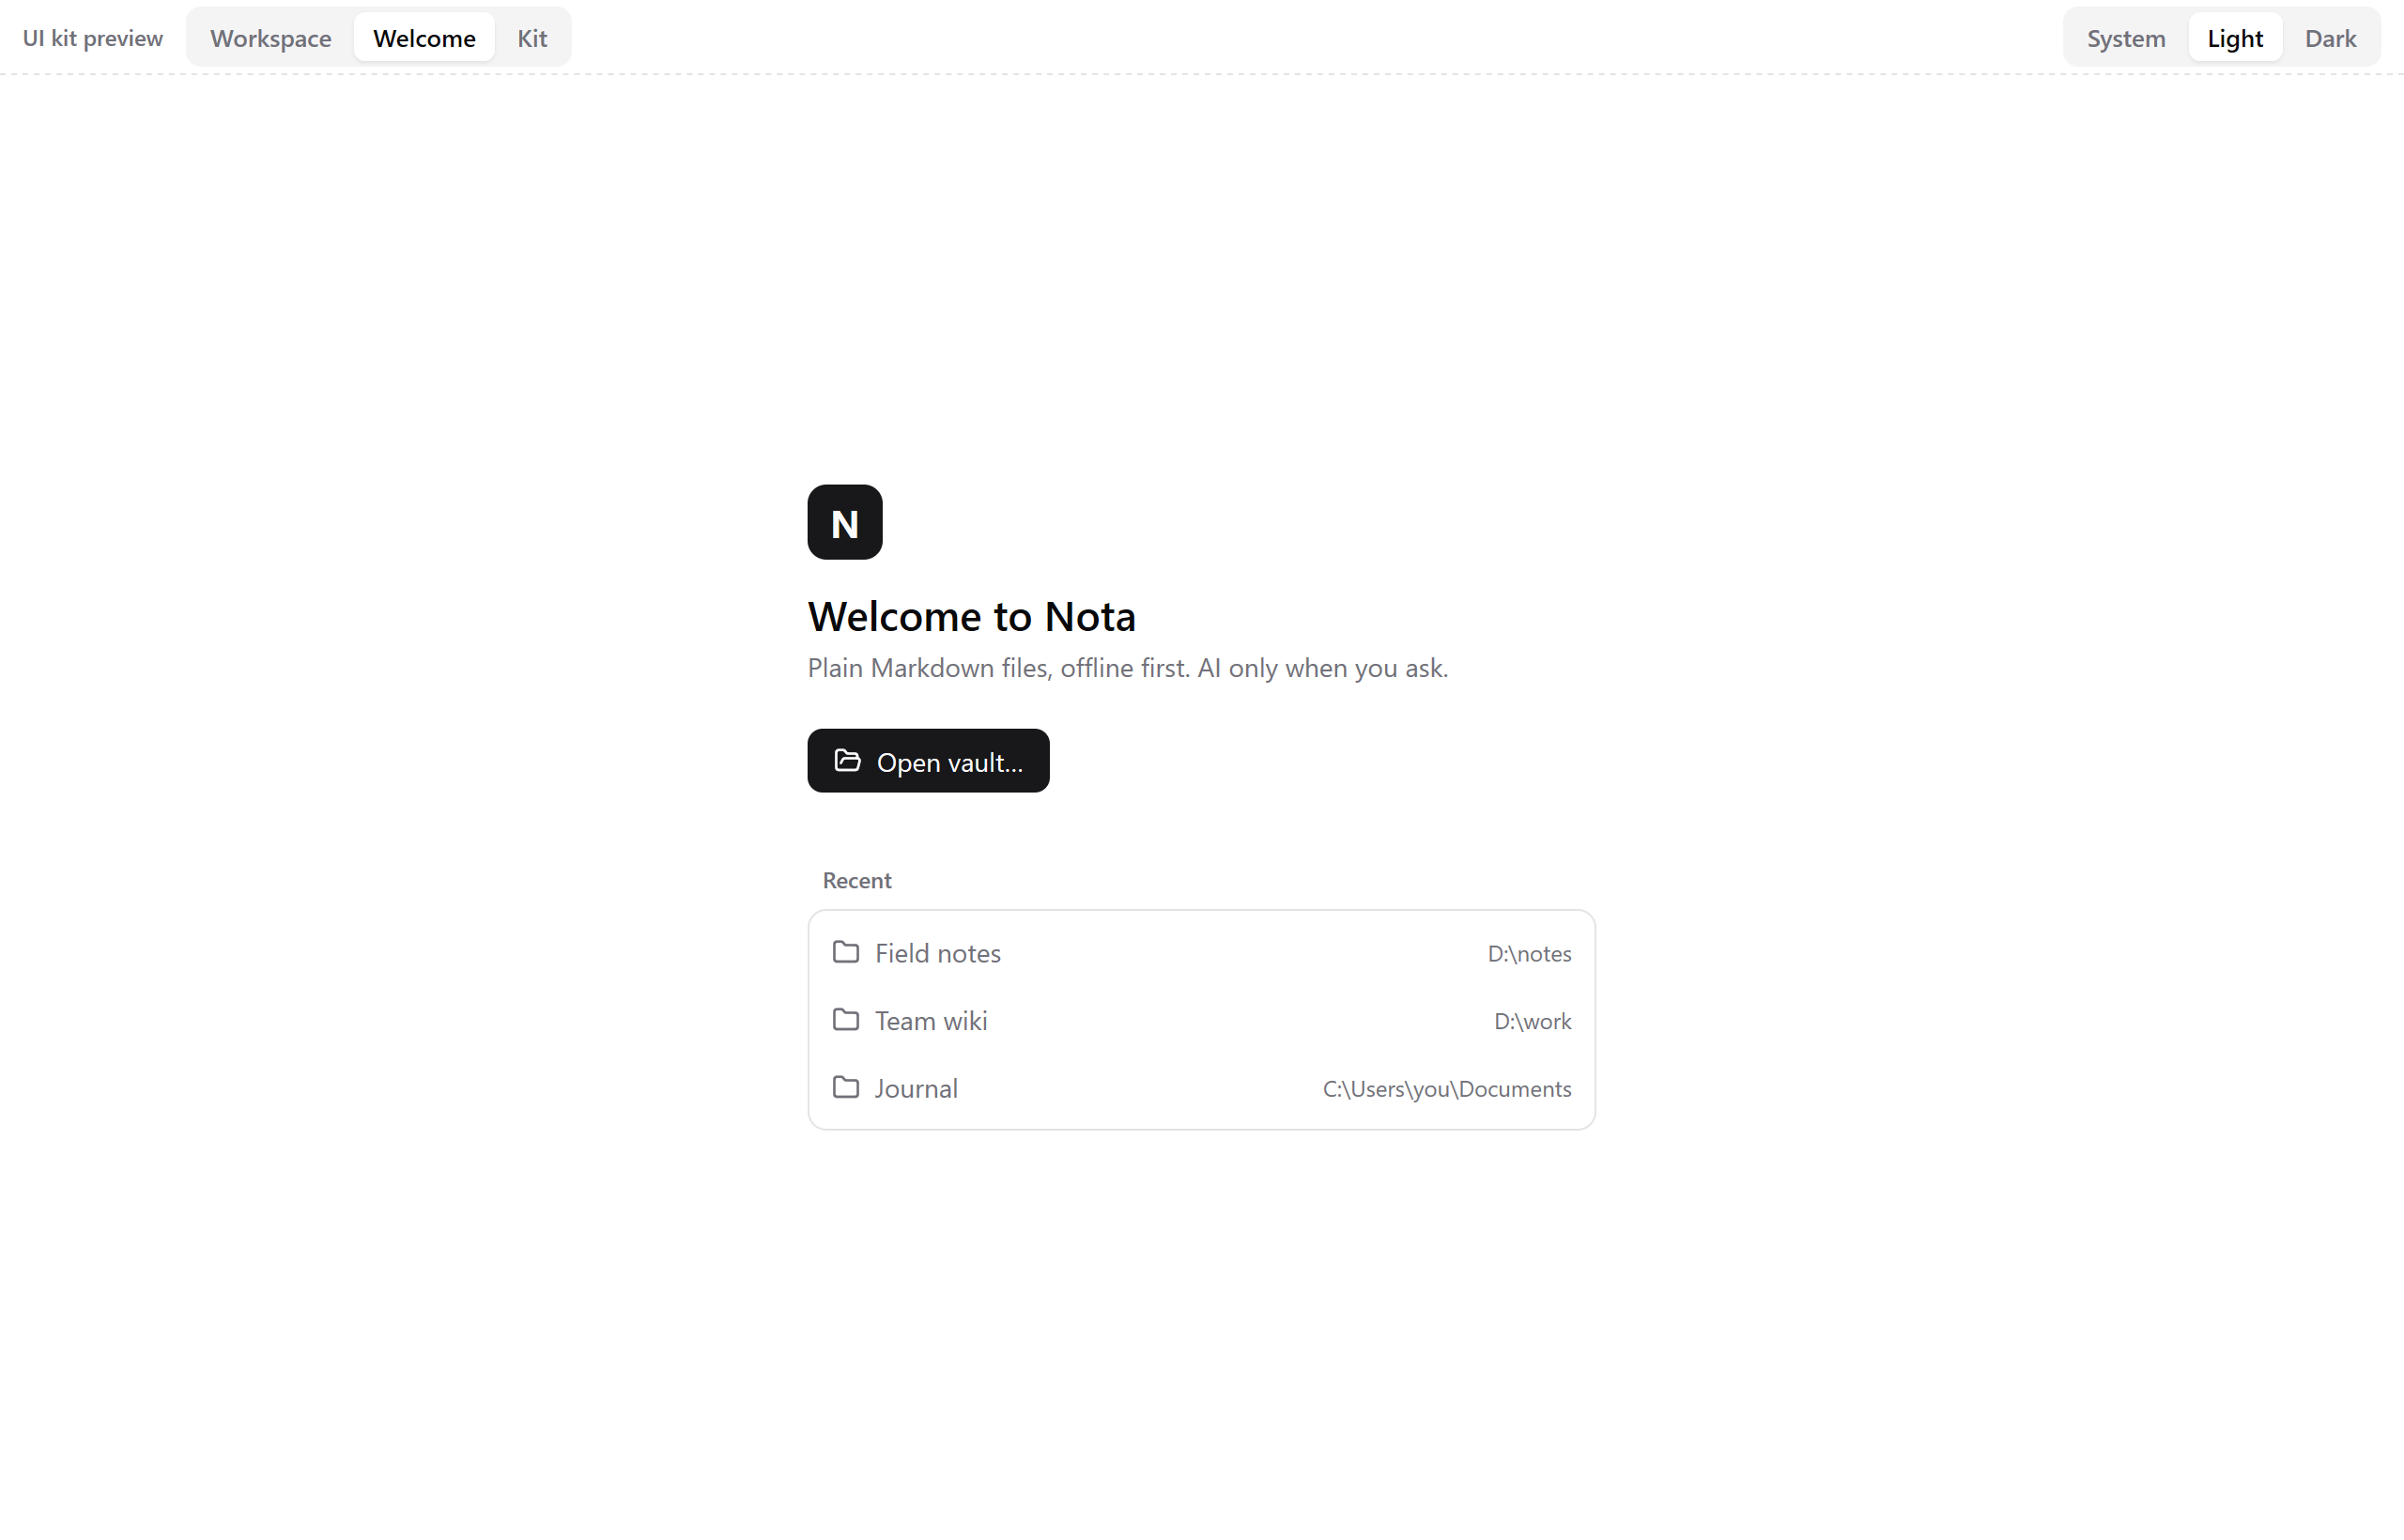 UI kit preview Workspace Welcome Kit System Light Dark
N
Welcome to Nota
Plain Markdown files, offline first. AI only when you ask.
Open vault...
Recent
Field notes D:\notes
Team wiki D:\work
Journal C:\Users\you\Documents